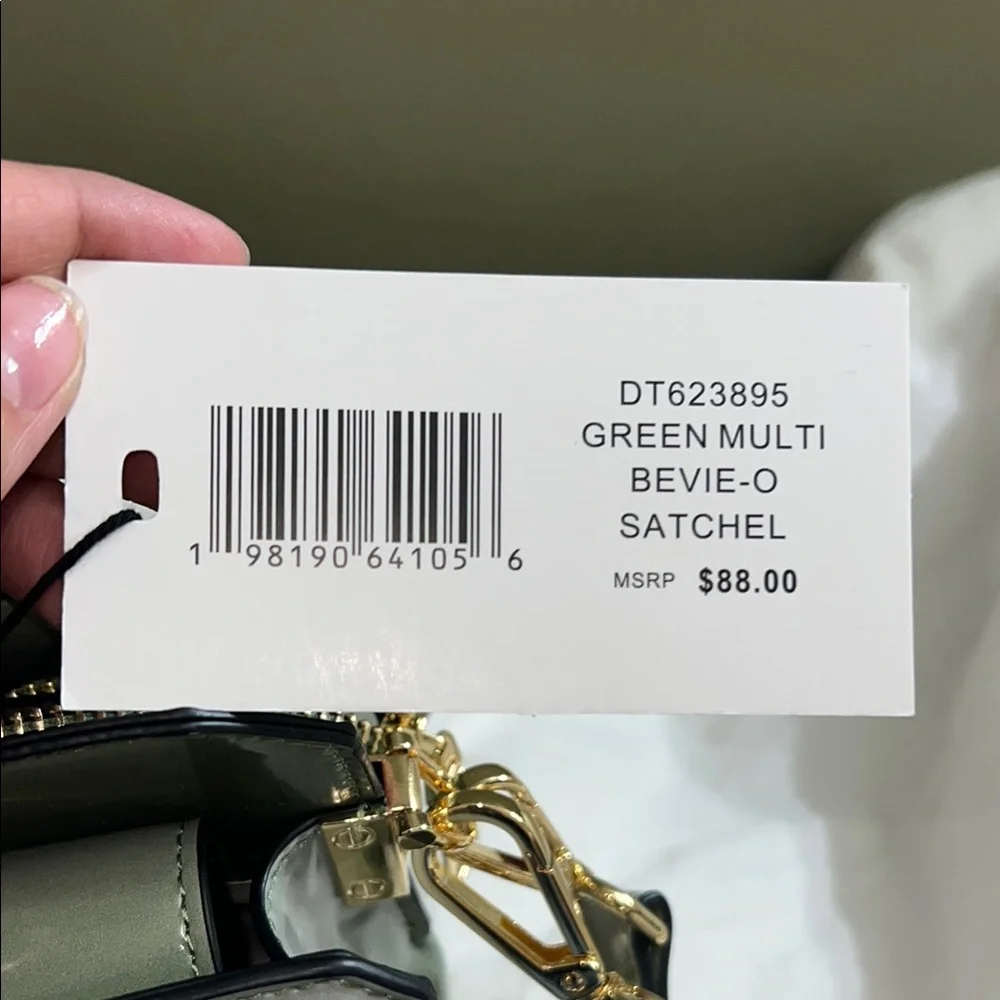 DT623895
GREEN MULTI
BEVIE-O
SATCHEL
MSRP $88.00
1 98190 64105 6